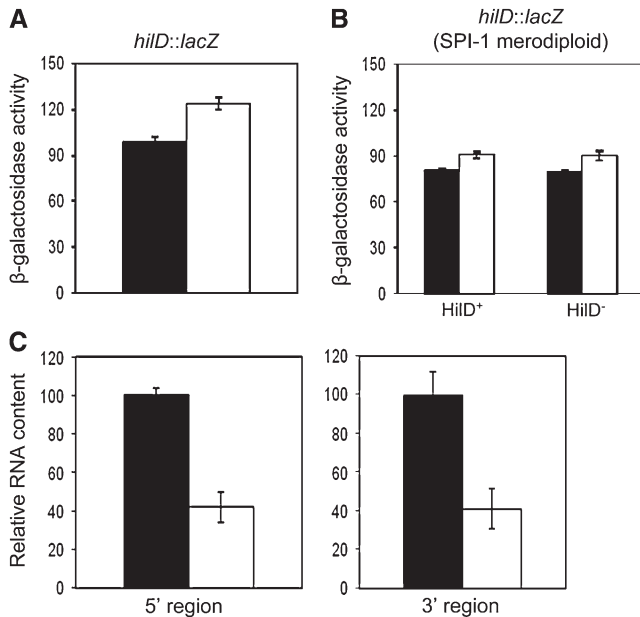 A
hilD::lacZ
β-galactosidase activity
150
120
90
60
30
0
B
hilD::lacZ
(SPI-1 merodiploid)
β-galactosidase activity
150
120
90
60
30
0
HilD⁺
HilD⁻
C
Relative RNA content
120
100
80
60
40
20
0
5' region
120
100
80
60
40
20
0
3' region